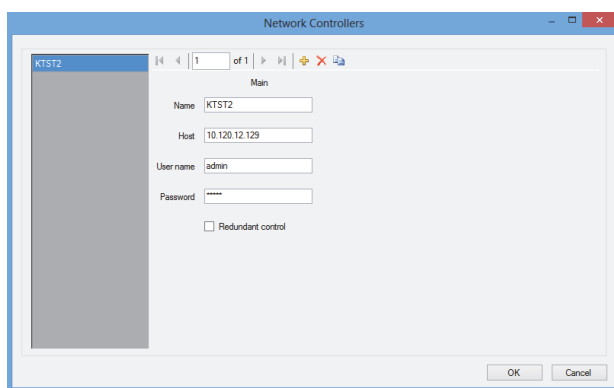 Network Controllers
KTST2
1 of 1
Main
Name KTST2
Host 10.120.12.129
User name admin
Password *****
Redundant control
OK Cancel